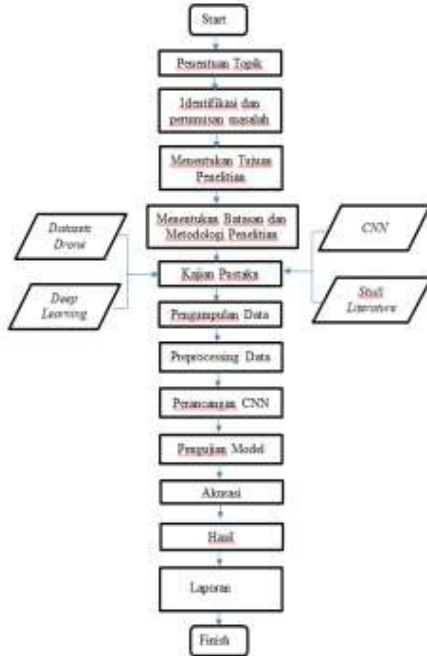 Start
Penentuan Topik
Identifikasi dan
perumusan masalah
Menentukan Tujuan
Penelitian
Menentukan Batasan dan
Metodologi Penelitian
Datasets
Drone
CNN
Kajian Pustaka
Deep
Learning
Studi
Literatur
Pengumpulan Data
Preprocessing Data
Perancangan CNN
Pengujian Model
Akurasi
Hasil
Laporan
Finish